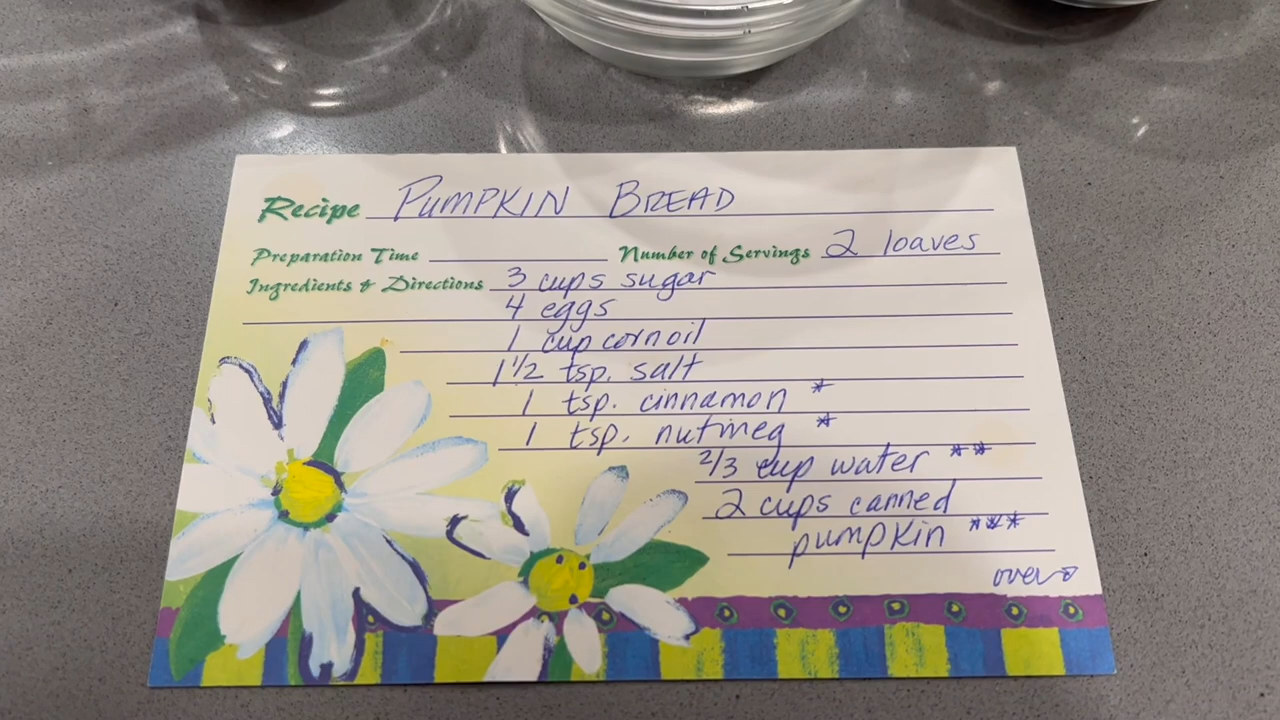 Recipe PUMPKIN BREAD
Preparation Time Number of Servings 2 loaves
Ingredients & Directions 3 cups sugar
4 eggs
1 cup corn oil
1 1/2 tsp. salt
1 tsp. cinnamon *
1 tsp. nutmeg *
2/3 cup water **
2 cups canned
pumpkin ***
over